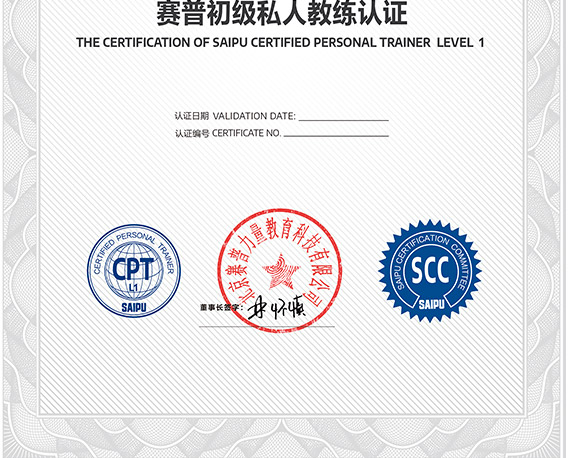 赛普初级私人教练认证
THE CERTIFICATION OF SAIPU CERTIFIED PERSONAL TRAINER LEVEL 1
认证日期 VALIDATION DATE:
认证编号 CERTIFICATE NO.
CERTIFIED PERSONAL TRAINER
CPT
L1
SAIPU
北京赛普力量教育科技有限公司
董事长签字:
SAIPU CERTIFICATION COMMITTEE
SCC
SAIPU